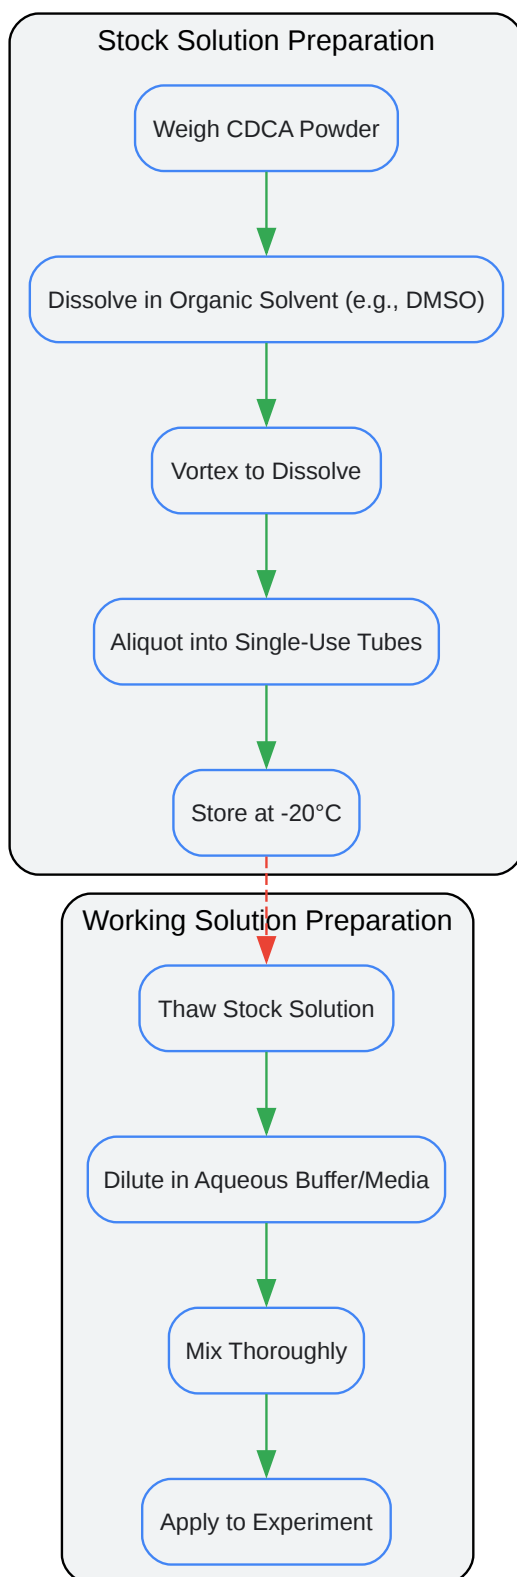 Stock Solution Preparation
Weigh CDCA Powder
Dissolve in Organic Solvent (e.g., DMSO)
Vortex to Dissolve
Aliquot into Single-Use Tubes
Store at -20°C
Working Solution Preparation
Thaw Stock Solution
Dilute in Aqueous Buffer/Media
Mix Thoroughly
Apply to Experiment